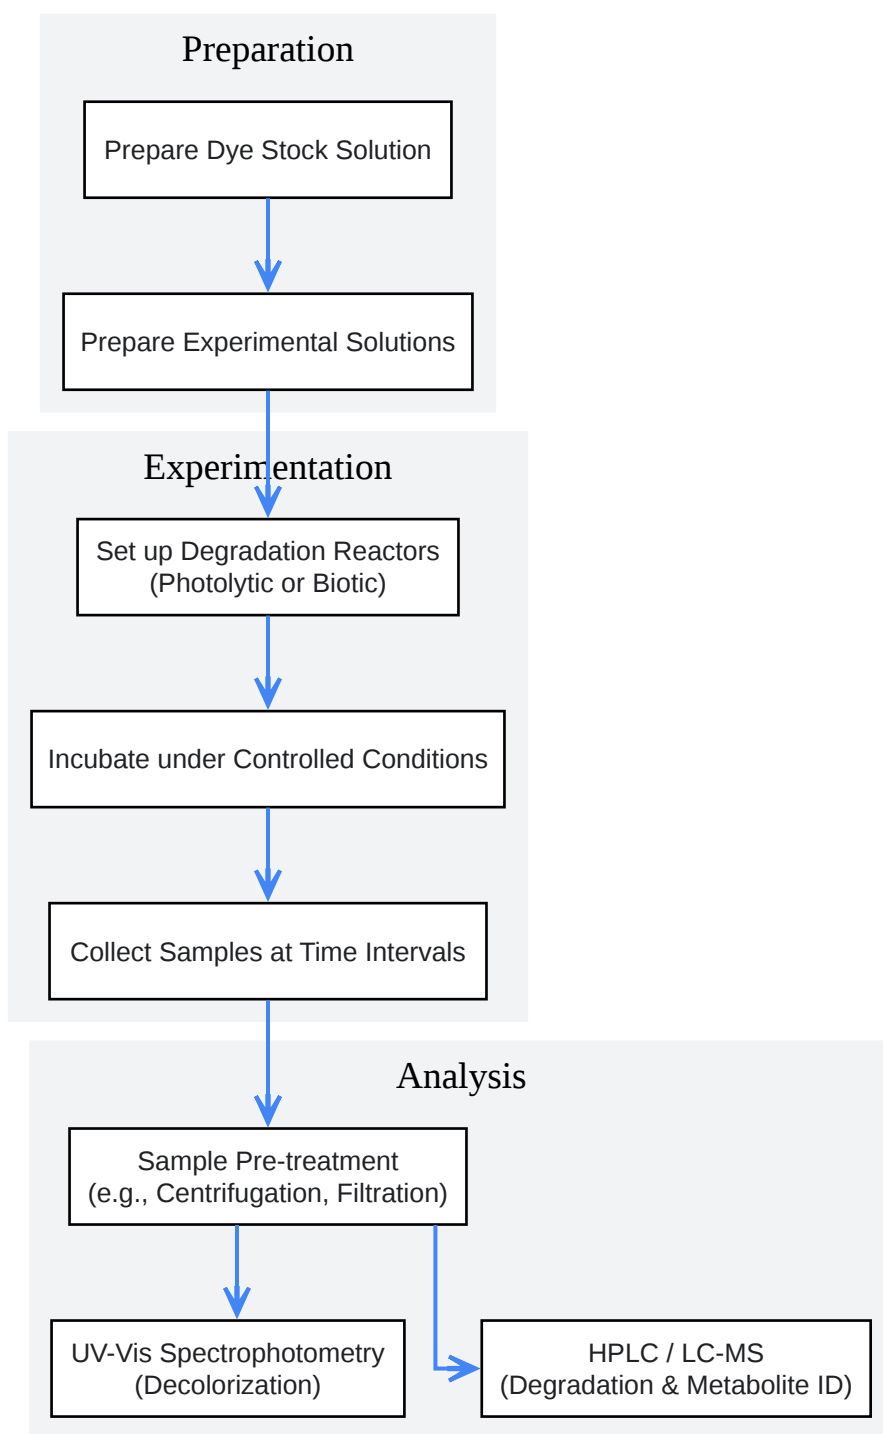 Preparation
Prepare Dye Stock Solution
Prepare Experimental Solutions
Experimentation
Set up Degradation Reactors
(Photolytic or Biotic)
Incubate under Controlled Conditions
Collect Samples at Time Intervals
Analysis
Sample Pre-treatment
(e.g., Centrifugation, Filtration)
UV-Vis Spectrophotometry
(Decolorization)
HPLC / LC-MS
(Degradation & Metabolite ID)